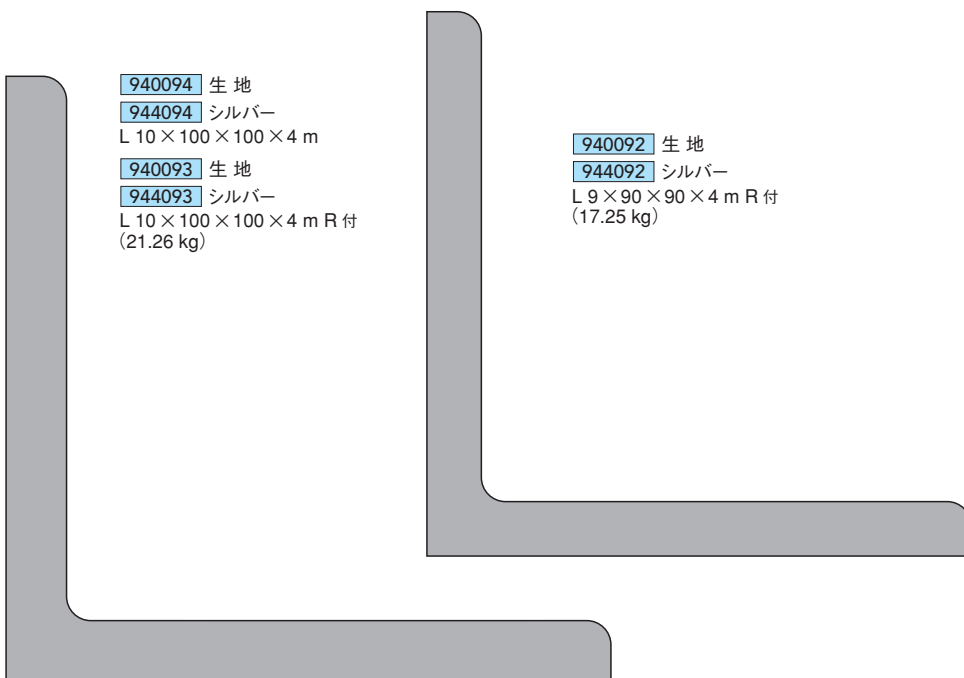 940094 生 地
944094 シルバー
L 10×100×100×4 m
940093 生 地
944093 シルバー
L 10×100×100×4 m R 付
(21.26 kg)
940092 生 地
944092 シルバー
L 9×90×90×4 m R 付
(17.25 kg)